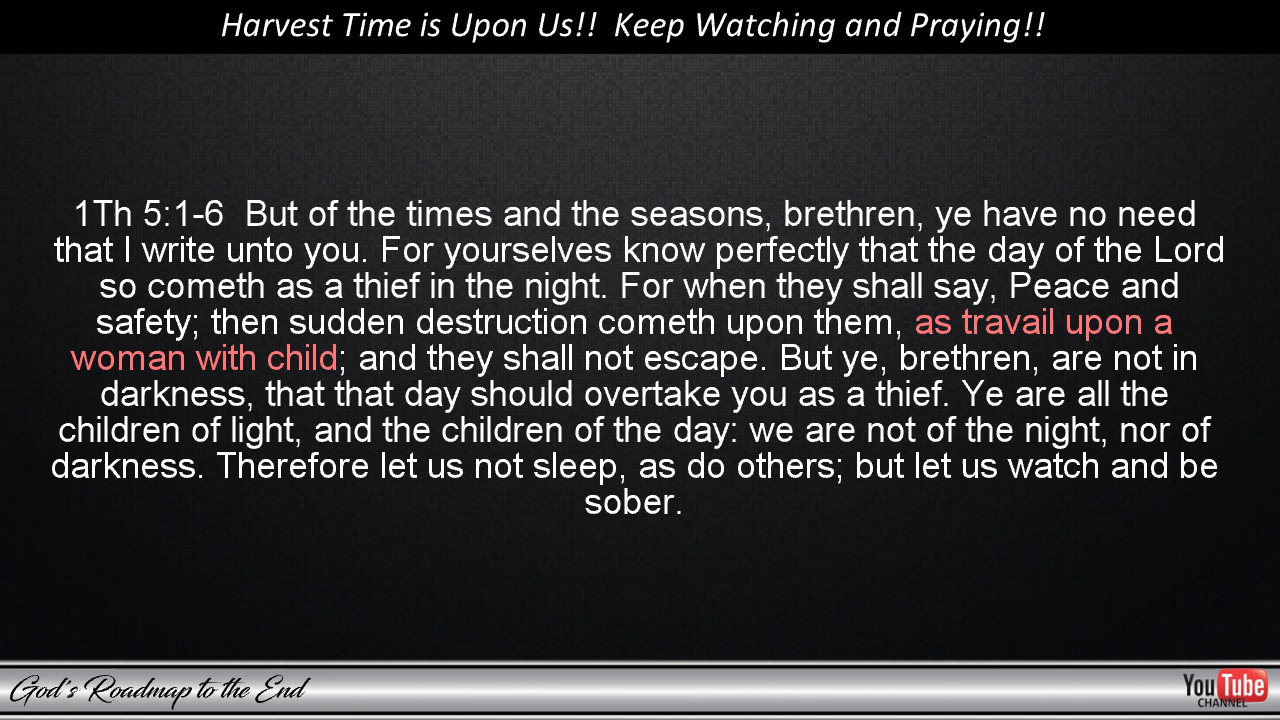 Harvest Time is Upon Us!!  Keep Watching and Praying!!
1Th 5:1-6  But of the times and the seasons, brethren, ye have no need
that I write unto you. For yourselves know perfectly that the day of the Lord
so cometh as a thief in the night. For when they shall say, Peace and
safety; then sudden destruction cometh upon them, as travail upon a
woman with child; and they shall not escape. But ye, brethren, are not in
darkness, that that day should overtake you as a thief. Ye are all the
children of light, and the children of the day: we are not of the night, nor of
darkness. Therefore let us not sleep, as do others; but let us watch and be
sober.
God's Roadmap to the End
YouTube
CHANNEL